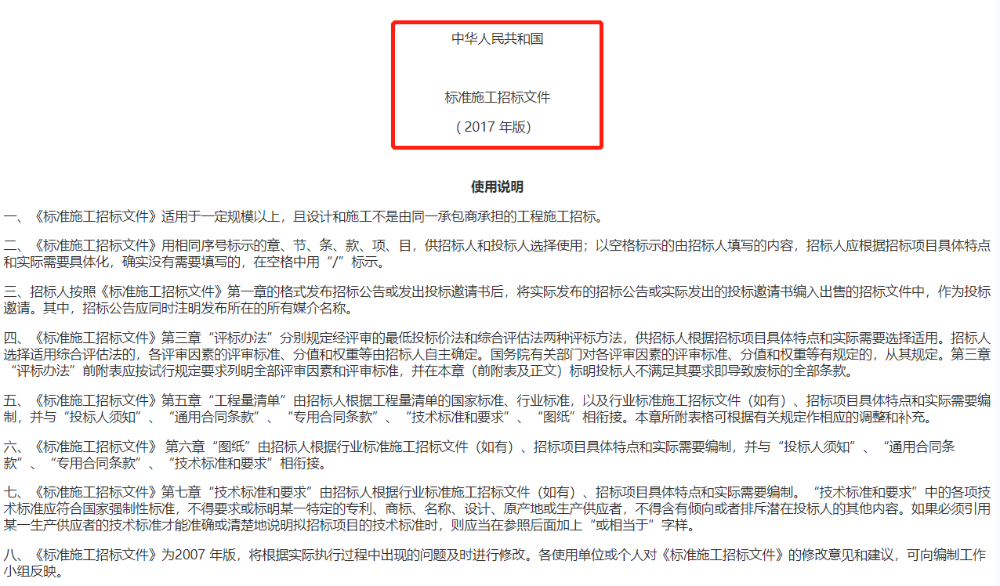 中华人民共和国
标准施工招标文件
（ 2017 年版）
使用说明
一、《标准施工招标文件》适用于一定规模以上，且设计和施工不是由同一承包商承担的工程施工招标。
二、《标准施工招标文件》用相同序号标示的章、节、条、款、项、目，供招标人和投标人选择使用；以空格标示的由招标人填写的内容，招标人应根据招标项目具体特点
和实际需要具体化，确实没有需要填写的，在空格中用“/”标示。
三、招标人按照《标准施工招标文件》第一章的格式发布招标公告或发出投标邀请书后，将实际发布的招标公告或实际发出的投标邀请书编入出售的招标文件中，作为投标
邀请。其中，招标公告应同时注明发布所在的所有媒介名称。
四、《标准施工招标文件》第三章“评标办法”分别规定经评审的最低投标价法和综合评估法两种评标方法，供招标人根据招标项目具体特点和实际需要选择适用。招标人
选择适用综合评估法的，各评审因素的评审标准、分值和权重等由招标人自主确定。国务院有关部门对各评审因素的评审标准、分值和权重等有规定的，从其规定。第三章
“评标办法”前附表应按试行规定要求列明全部评审因素和评审标准，并在本章（前附表及正文）标明投标人不满足其要求即导致废标的全部条款。
五、《标准施工招标文件》第五章“工程量清单”由招标人根据工程量清单的国家标准、行业标准，以及行业标准施工招标文件（如有）、招标项目具体特点和实际需要编
制，并与“投标人须知”、“通用合同条款”、“专用合同条款”、“技术标准和要求”、“图纸”相衔接。本章所附表格可根据有关规定作相应的调整和补充。
六、《标准施工招标文件》 第六章“图纸”由招标人根据行业标准施工招标文件（如有）、招标项目具体特点和实际需要编制，并与“投标人须知”、“通用合同条
款”、“专用合同条款”、“技术标准和要求”相衔接。
七、《标准施工招标文件》第七章“技术标准和要求”由招标人根据行业标准施工招标文件（如有）、招标项目具体特点和实际需要编制。“技术标准和要求”中的各项技
术标准应符合国家强制性标准，不得要求或标明某一特定的专利、商标、名称、设计、原产地或生产供应者，不得含有倾向或者排斥潜在投标人的其他内容。如果必须引用
某一生产供应者的技术标准才能准确或清楚地说明拟招标项目的技术标准时，则应当在参照后面加上“或相当于”字样。
八、《标准施工招标文件》为2007 年版，将根据实际执行过程中出现的问题及时进行修改。各使用单位或个人对《标准施工招标文件》的修改意见和建议，可向编制工作
小组反映。